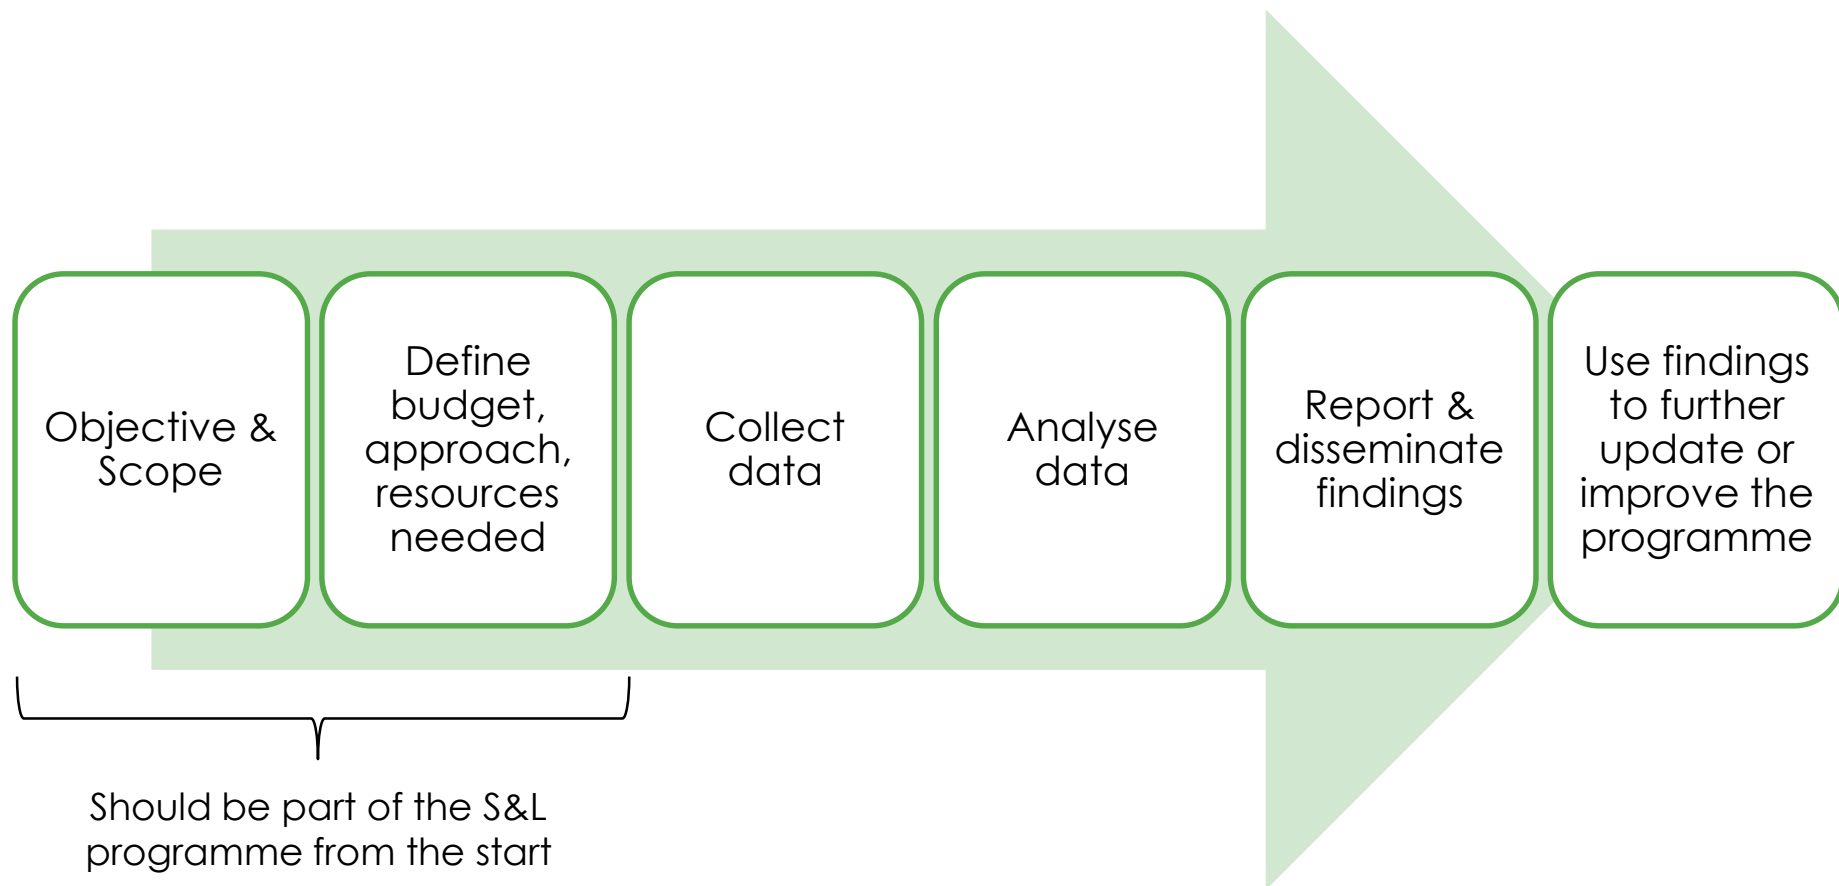 Objective &
Scope
Define
budget,
approach,
resources
needed
Collect
data
Analyse
data
Report &
disseminate
findings
Use findings
to further
update or
improve the
programme
Should be part of the S&L
programme from the start